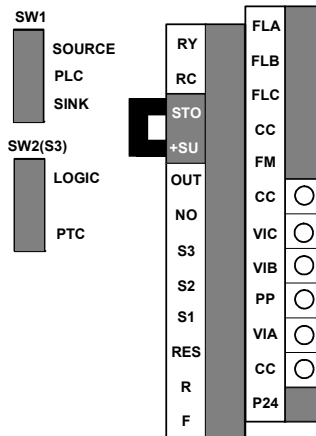 SW1
SOURCE
PLC
SINK
SW2(S3)
LOGIC
PTC
RY
RC
STO
+SU
OUT
NO
S3
S2
S1
RES
R
F
FLA
FLB
FLC
CC
FM
CC
VIC
VIB
PP
VIA
CC
P24